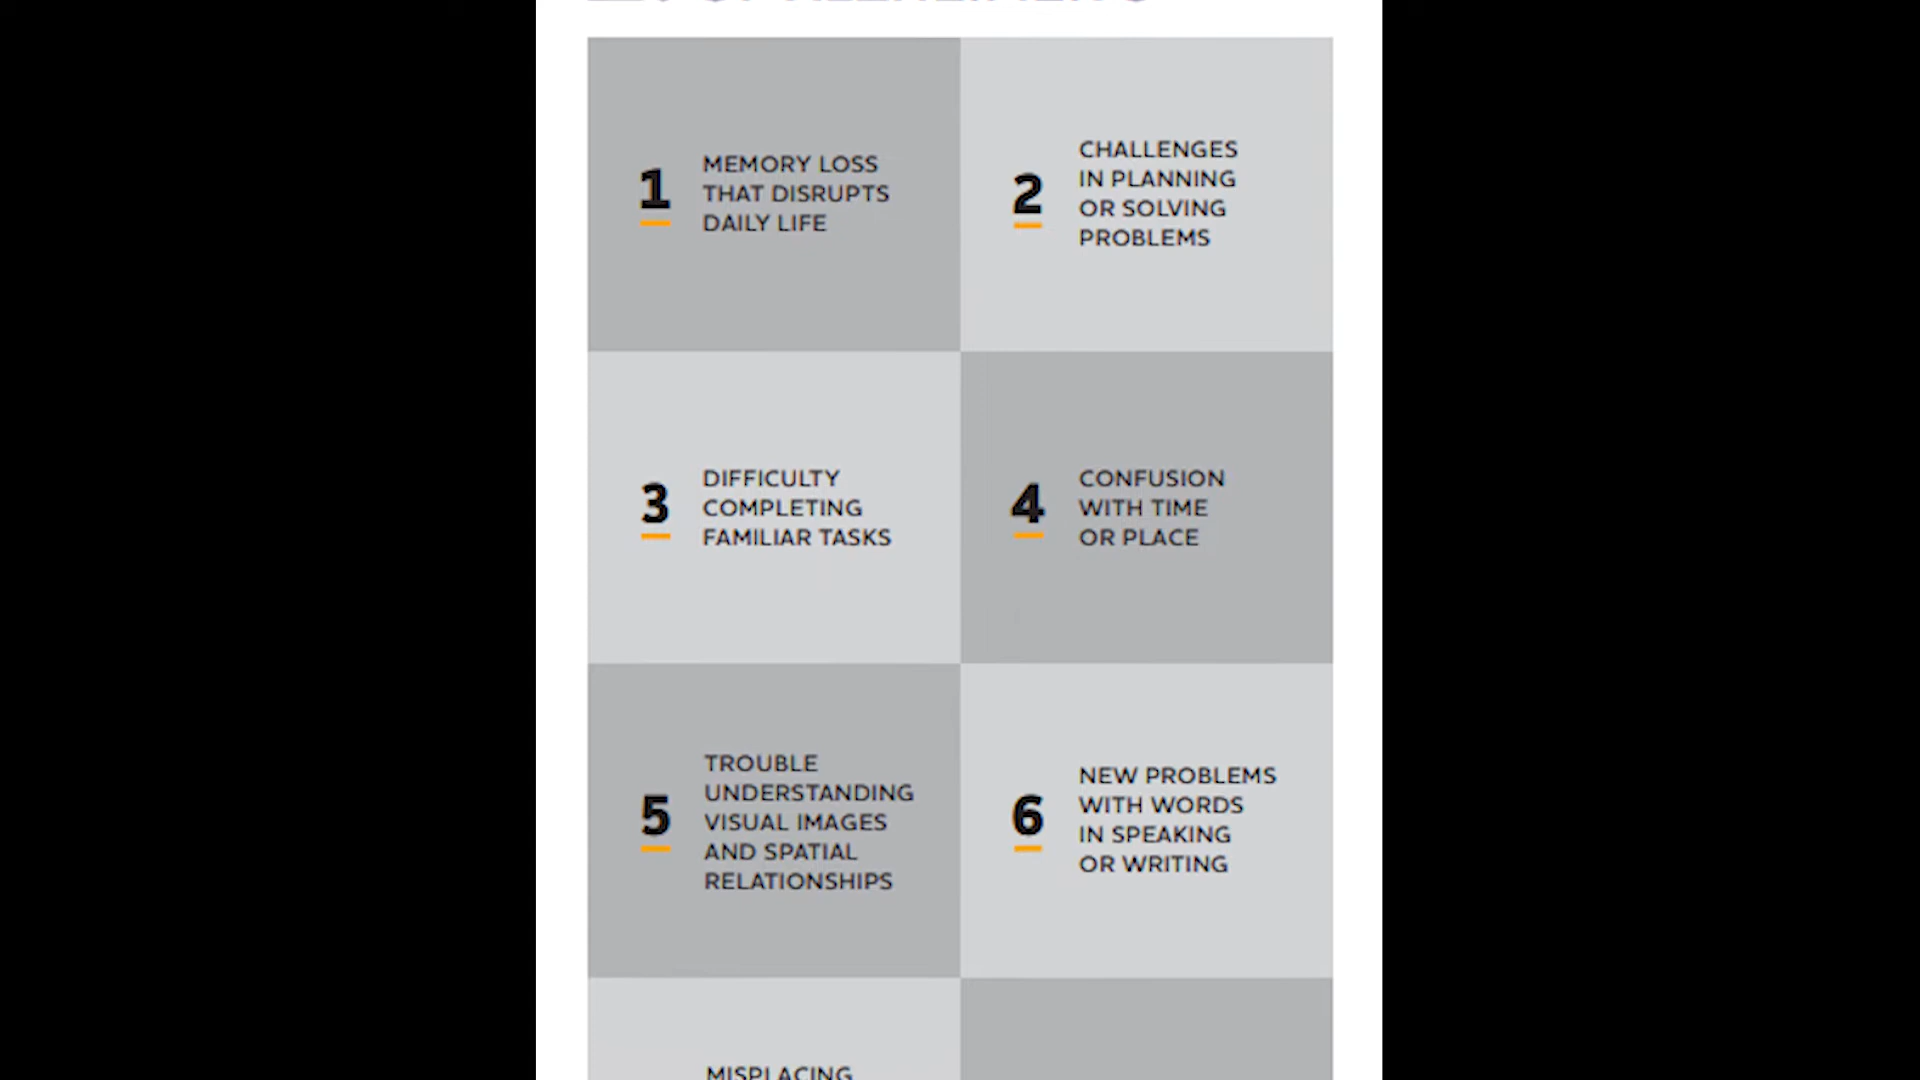 1
MEMORY LOSS
THAT DISRUPTS
DAILY LIFE
2
CHALLENGES
IN PLANNING
OR SOLVING
PROBLEMS
3
DIFFICULTY
COMPLETING
FAMILIAR TASKS
4
CONFUSION
WITH TIME
OR PLACE
5
TROUBLE
UNDERSTANDING
VISUAL IMAGES
AND SPATIAL
RELATIONSHIPS
6
NEW PROBLEMS
WITH WORDS
IN SPEAKING
OR WRITING
MISPLACING